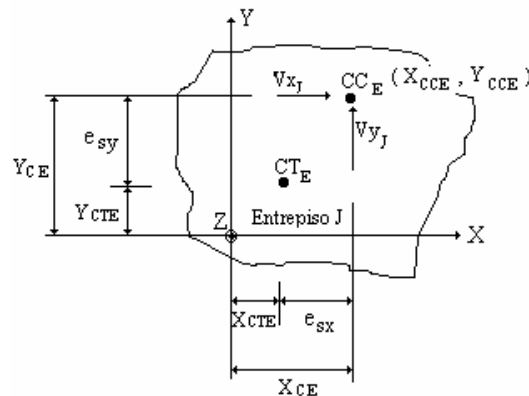 Y
Vx_J
CC_E (X_CCE , Y_CCE)
e_sy
Vy_J
Y_CE
CT_E
Y_CTE
Z
Entrepiso J
X
X_CTE
e_sx
X_CE